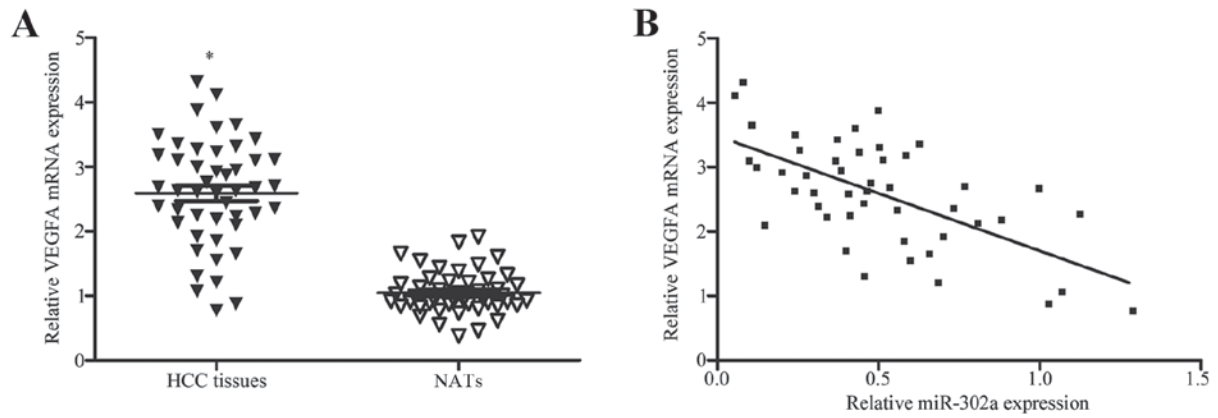 A
Relative VEGFA mRNA expression
5
4
3
2
1
0
*
HCC tissues
NATs
B
Relative VEGFA mRNA expression
5
4
3
2
1
0
0.0
0.5
1.0
1.5
Relative miR-302a expression